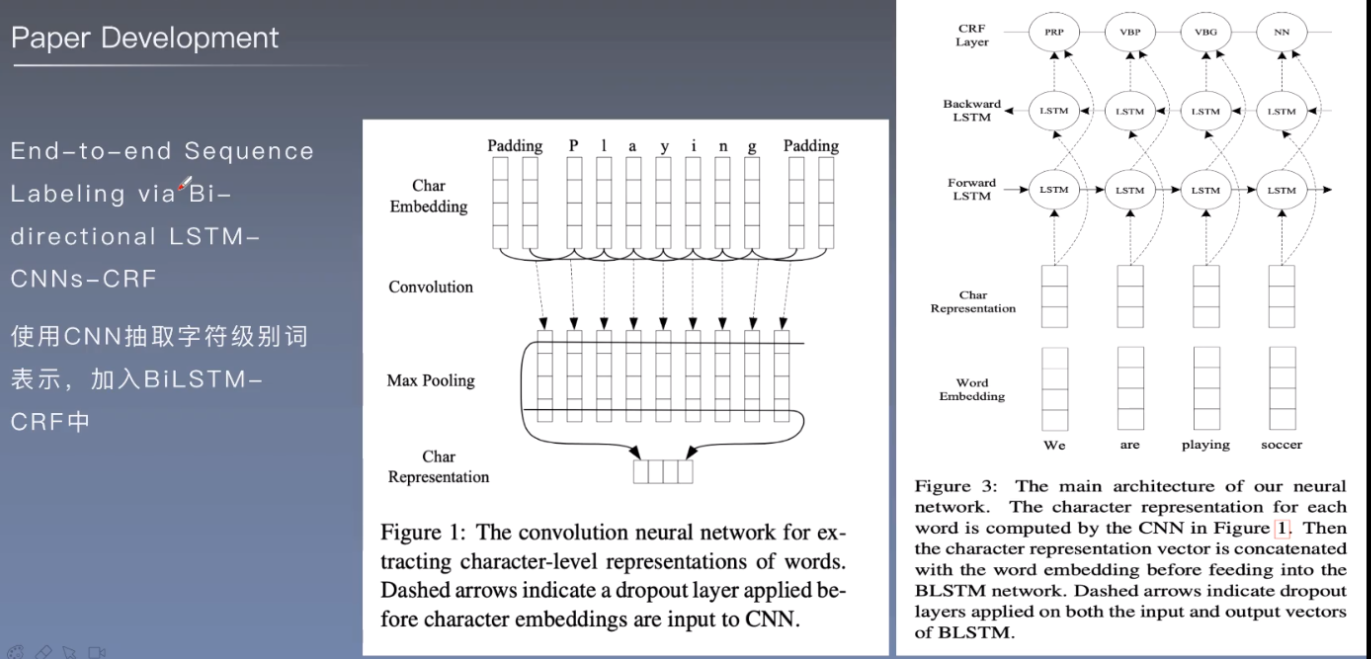 Paper Development
End-to-end Sequence
Labeling via Bi-
directional LSTM-
CNNs-CRF
使用CNN抽取字符级别词
表示，加入BiLSTM-
CRF中
Padding P l a y i n g Padding
Char
Embedding
Convolution
Max Pooling
Char
Representation
Figure 1: The convolution neural network for ex-
tracting character-level representations of words.
Dashed arrows indicate a dropout layer applied be-
fore character embeddings are input to CNN.
CRF
Layer
PRP VBP VBG NN
Backward
LSTM
LSTM LSTM LSTM LSTM
Forward
LSTM
LSTM LSTM LSTM LSTM
Char
Representation
Word
Embedding
We are playing soccer
Figure 3: The main architecture of our neural
network. The character representation for each
word is computed by the CNN in Figure 1. Then
the character representation vector is concatenated
with the word embedding before feeding into the
BLSTM network. Dashed arrows indicate dropout
layers applied on both the input and output vectors
of BLSTM.